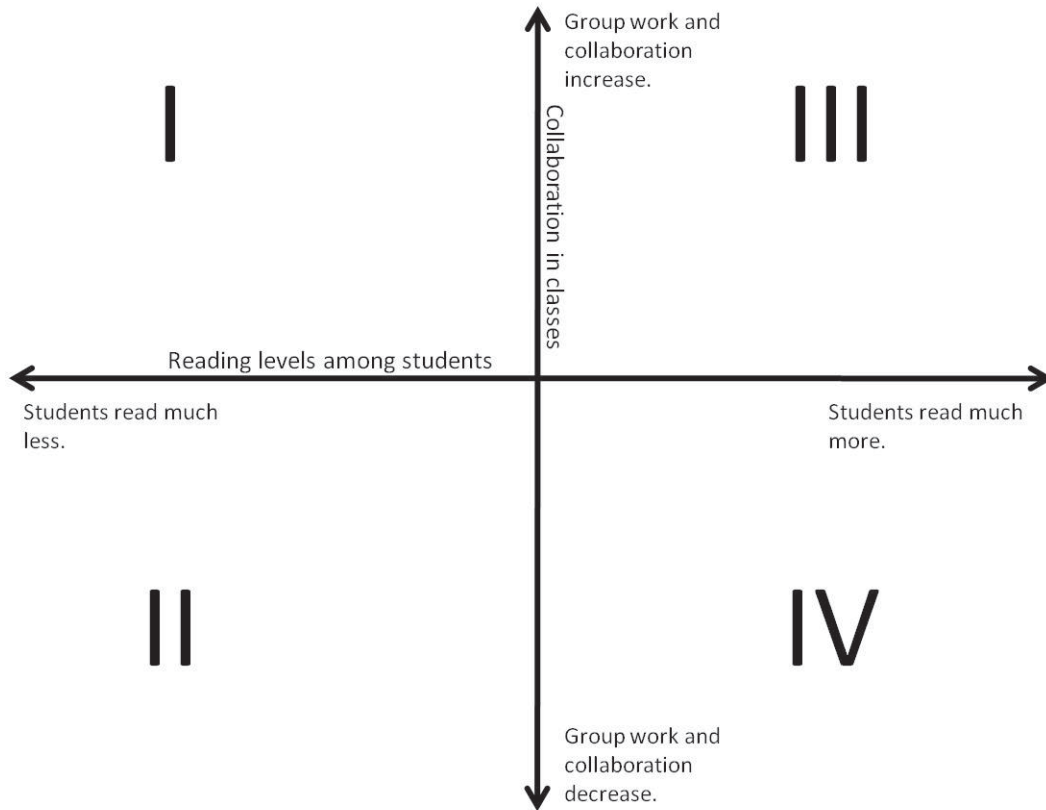 Group work and
collaboration
increase.
I
III
Collaboration in classes
Reading levels among students
Students read much
less.
Students read much
more.
II
IV
Group work and
collaboration
decrease.